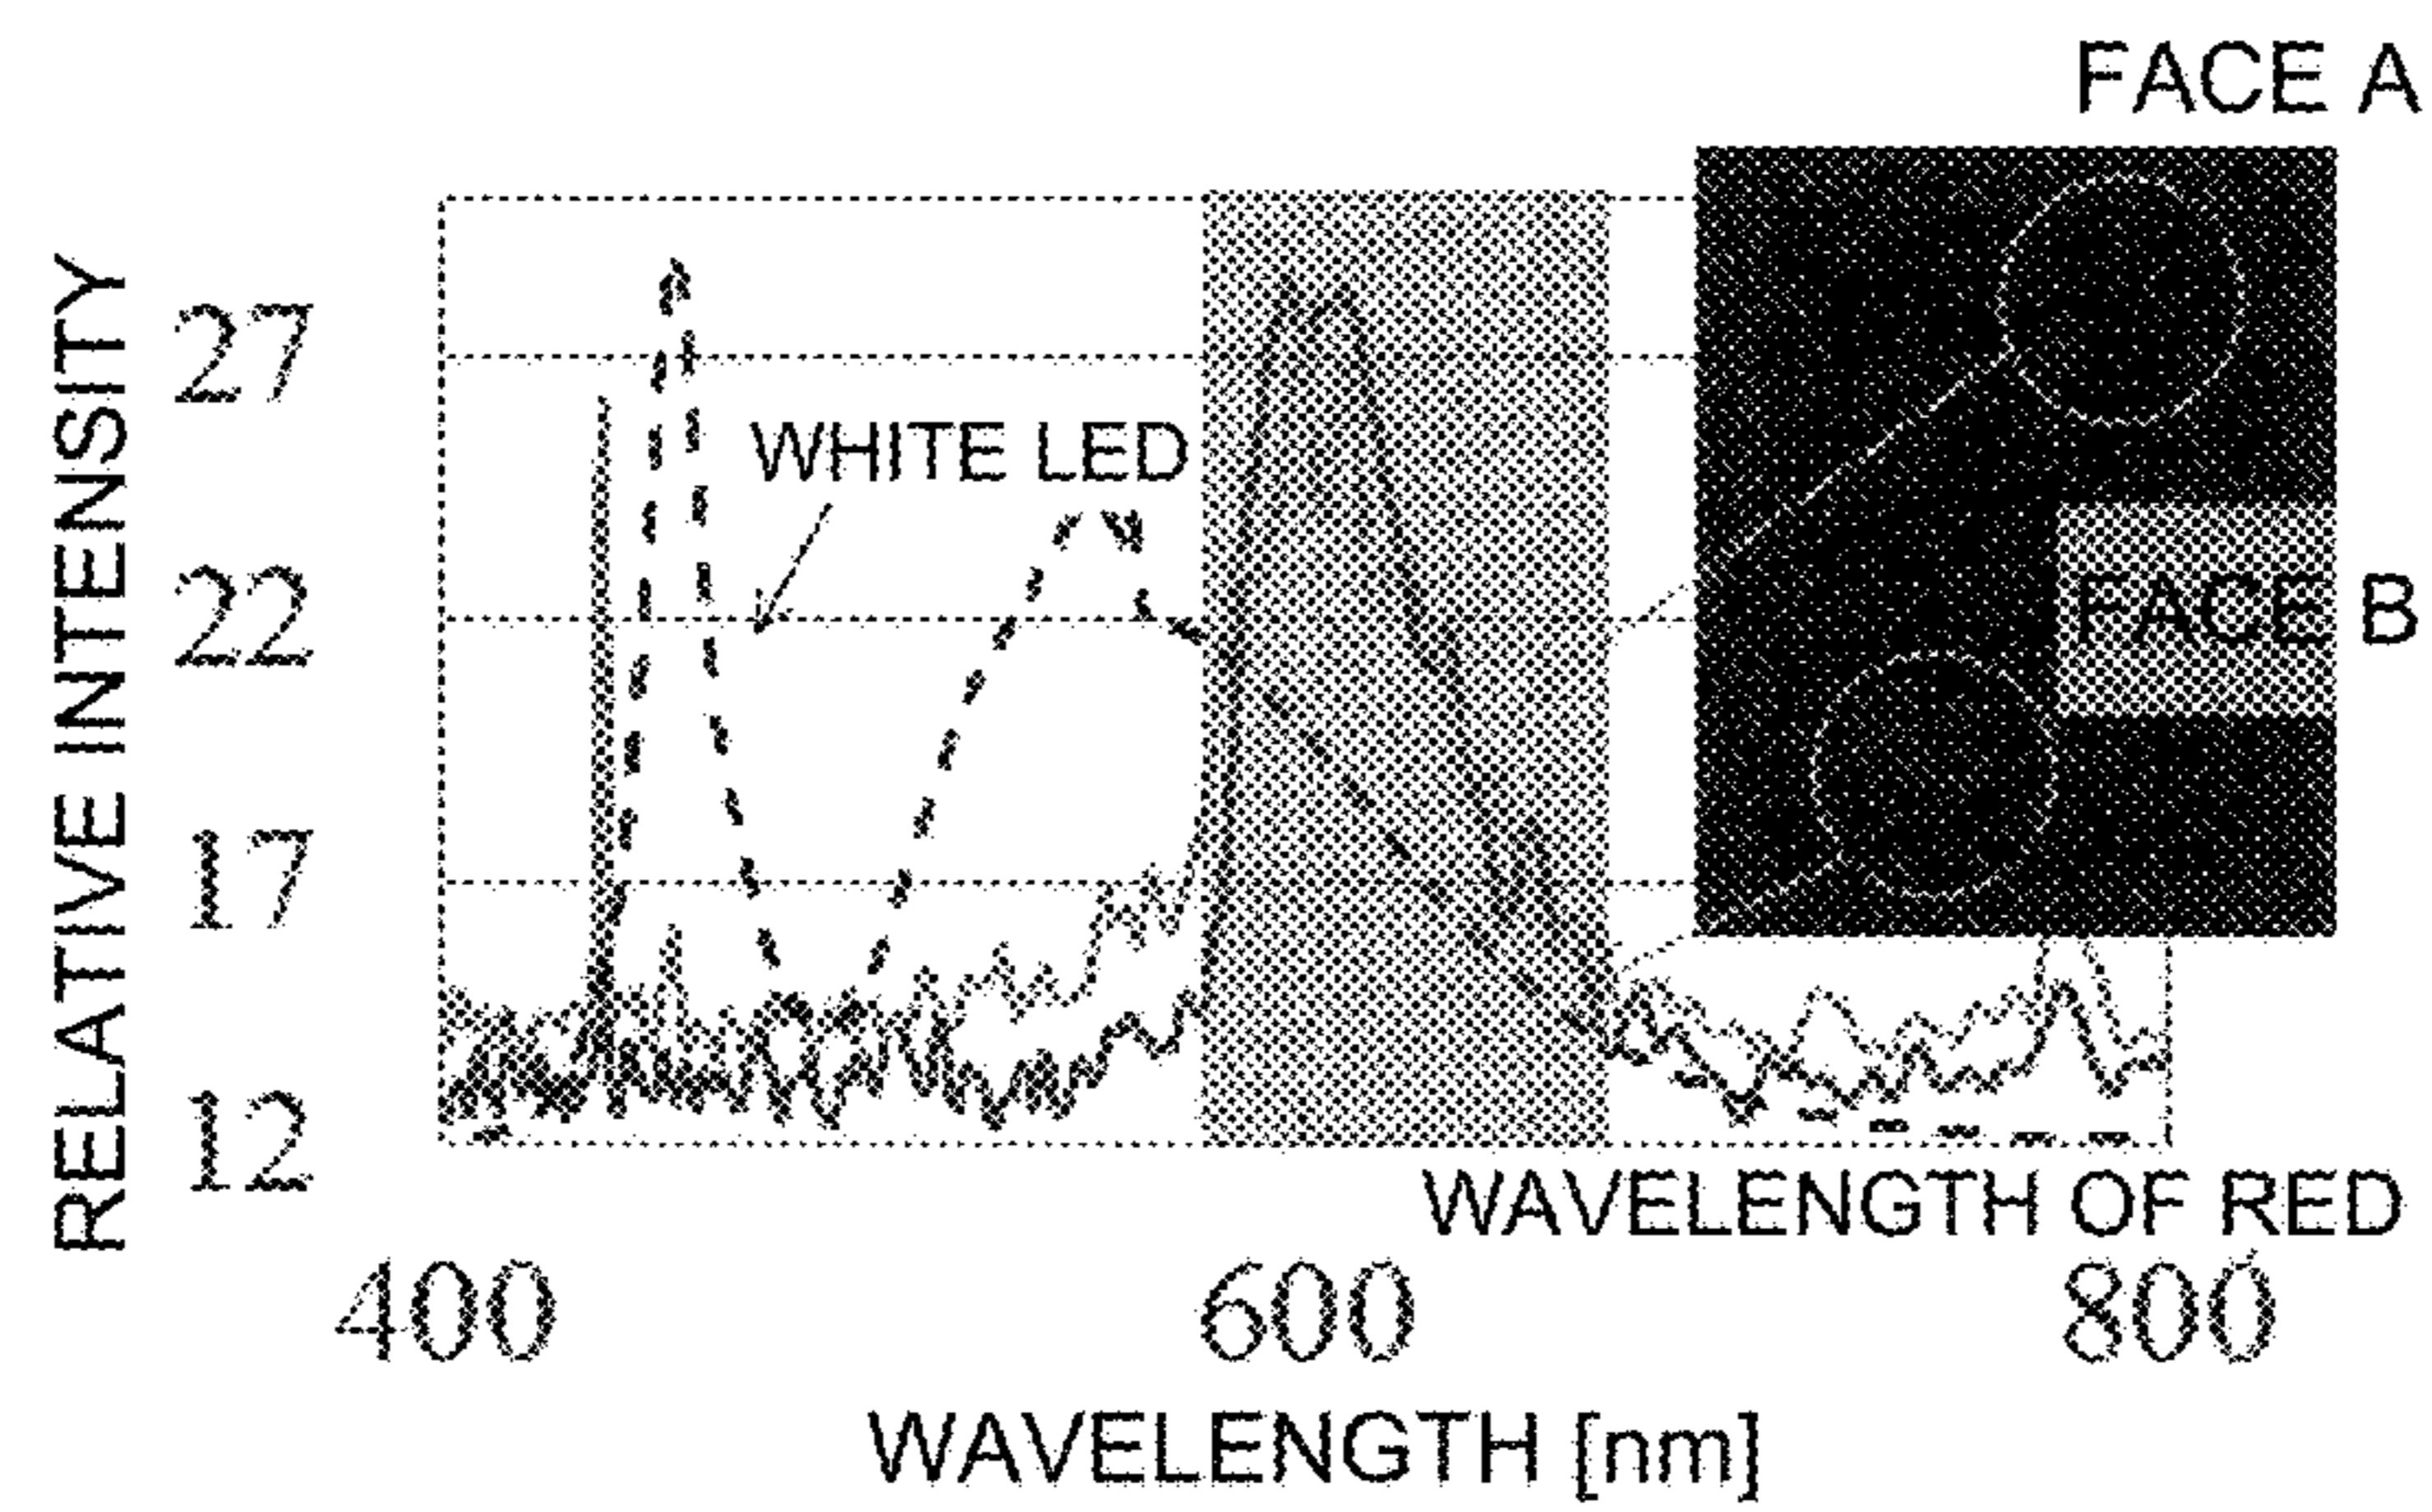 FACE A
RELATIVE INTENSITY
27
WHITE LED
22
FACE B
17
12
WAVELENGTH OF RED
400
600
800
WAVELENGTH [nm]